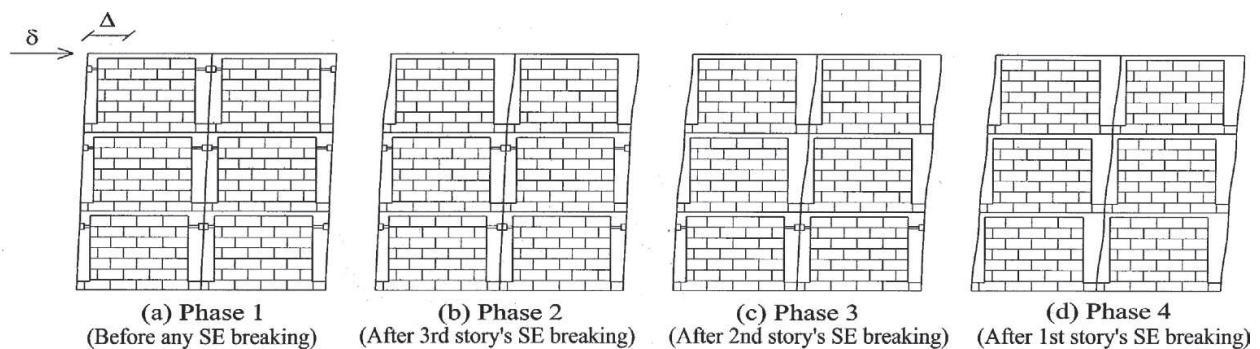 Δ
δ
(a) Phase 1
(Before any SE breaking)
(b) Phase 2
(After 3rd story's SE breaking)
(c) Phase 3
(After 2nd story's SE breaking)
(d) Phase 4
(After 1st story's SE breaking)